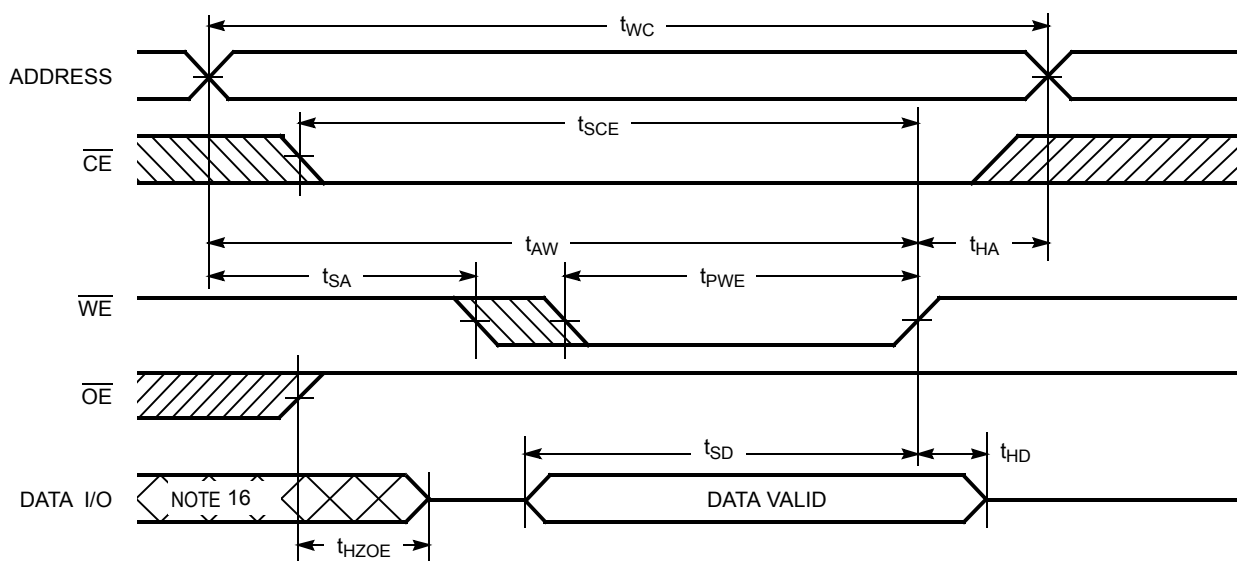 tWC
ADDRESS
tSCE
CE
tAW
tHA
tSA
tPWE
WE
OE
tSD
tHD
DATA I/O
NOTE 16
DATA VALID
tHZOE